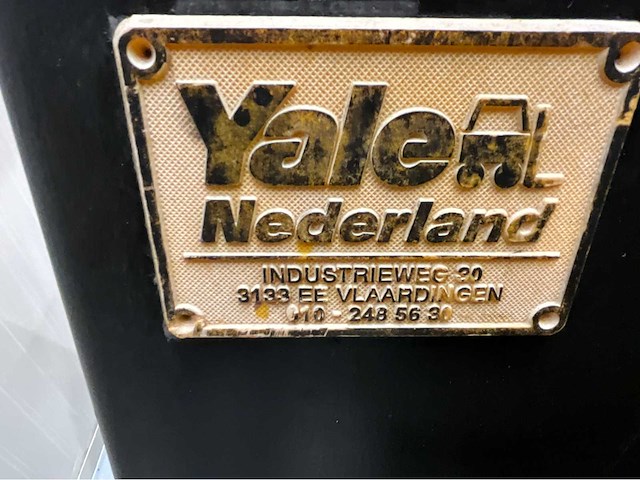 Yale
Nederland
INDUSTRIEWEG 30
3133 EE VLAARDINGEN
010 - 248 56 30